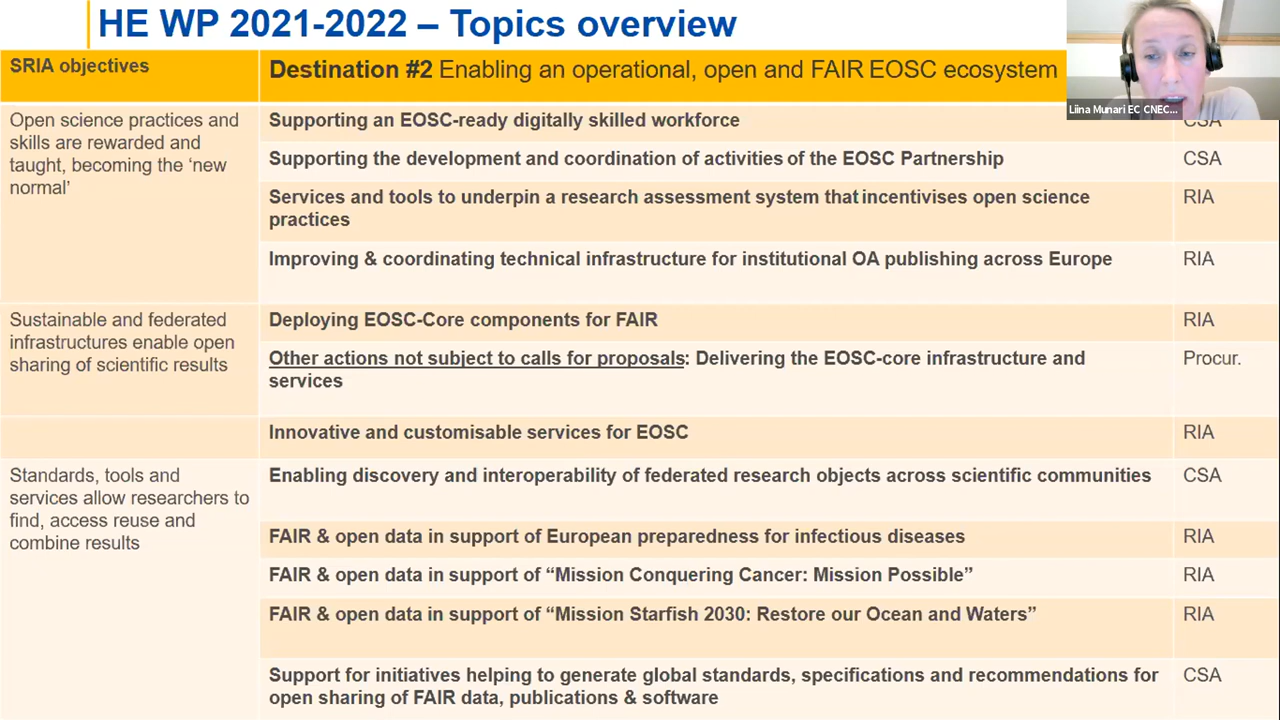 HE WP 2021-2022 – Topics overview
SRIA objectives
Destination #2 Enabling an operational, open and FAIR EOSC ecosystem
Liina Munari EC CNEC...
Open science practices and
skills are rewarded and
taught, becoming the ‘new
normal’
Supporting an EOSC-ready digitally skilled workforce
CSA
Supporting the development and coordination of activities of the EOSC Partnership
CSA
Services and tools to underpin a research assessment system that incentivises open science
practices
RIA
Improving & coordinating technical infrastructure for institutional OA publishing across Europe
RIA
Sustainable and federated
infrastructures enable open
sharing of scientific results
Deploying EOSC-Core components for FAIR
RIA
Other actions not subject to calls for proposals: Delivering the EOSC-core infrastructure and
services
Procur.
Innovative and customisable services for EOSC
RIA
Standards, tools and
services allow researchers to
find, access reuse and
combine results
Enabling discovery and interoperability of federated research objects across scientific communities
CSA
FAIR & open data in support of European preparedness for infectious diseases
RIA
FAIR & open data in support of “Mission Conquering Cancer: Mission Possible”
RIA
FAIR & open data in support of “Mission Starfish 2030: Restore our Ocean and Waters”
RIA
Support for initiatives helping to generate global standards, specifications and recommendations for
open sharing of FAIR data, publications & software
CSA